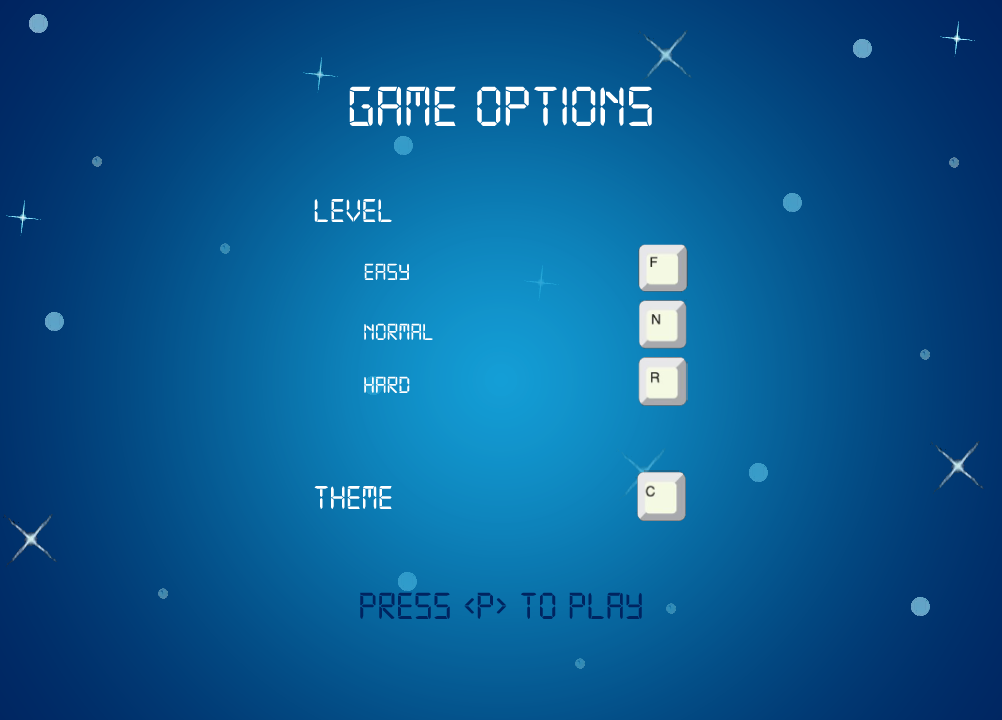 GAME OPTIONS
LEVEL
EASY F
NORMAL N
HARD R
THEME C
PRESS <P> TO PLAY